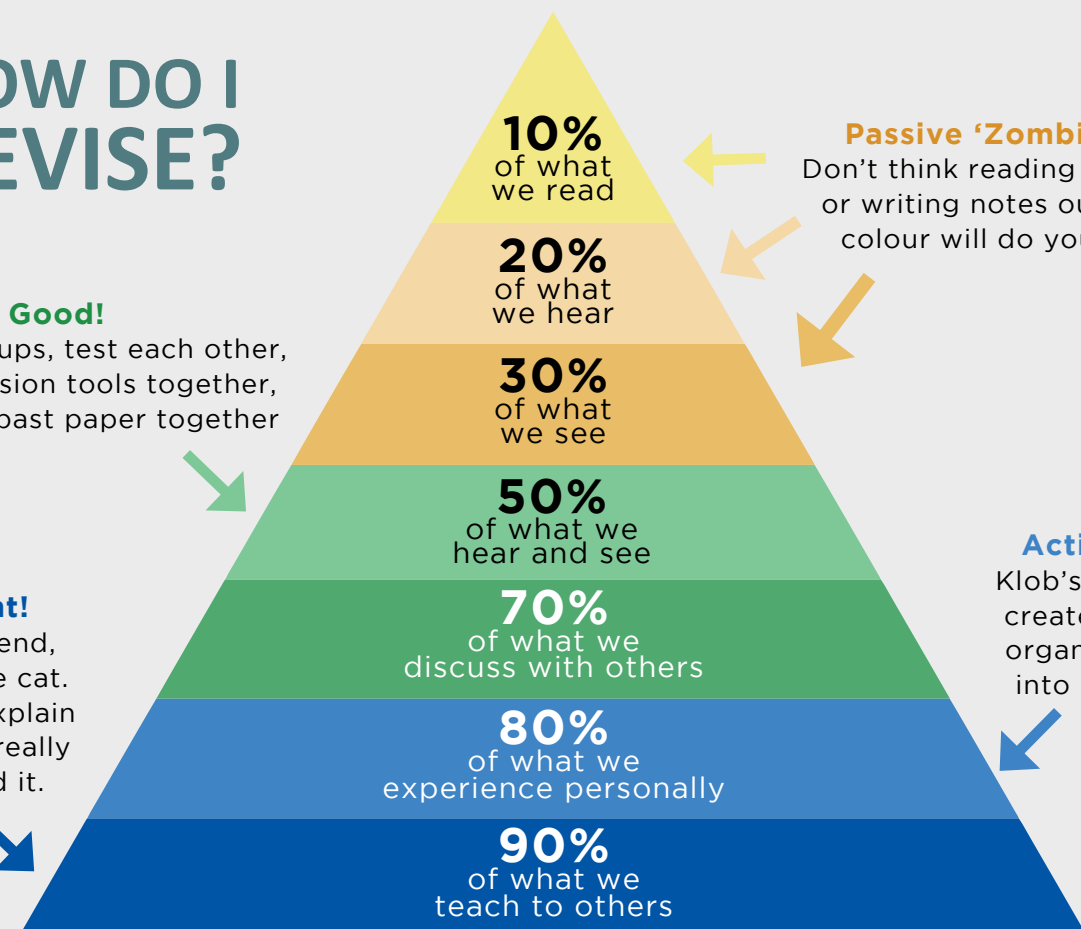 OW DO I
EVISE?
10%
of what
we read
20%
of what
we hear
30%
of what
we see
50%
of what we
hear and see
70%
of what we
discuss with others
80%
of what we
experience personally
90%
of what we
teach to others
Passive ‘Zombi
Don’t think reading
or writing notes ou
colour will do you
Good!
ups, test each other,
sion tools together,
past paper together
Acti
Klob’s
create
organ
into
nt!
end,
e cat.
xplain
really
d it.